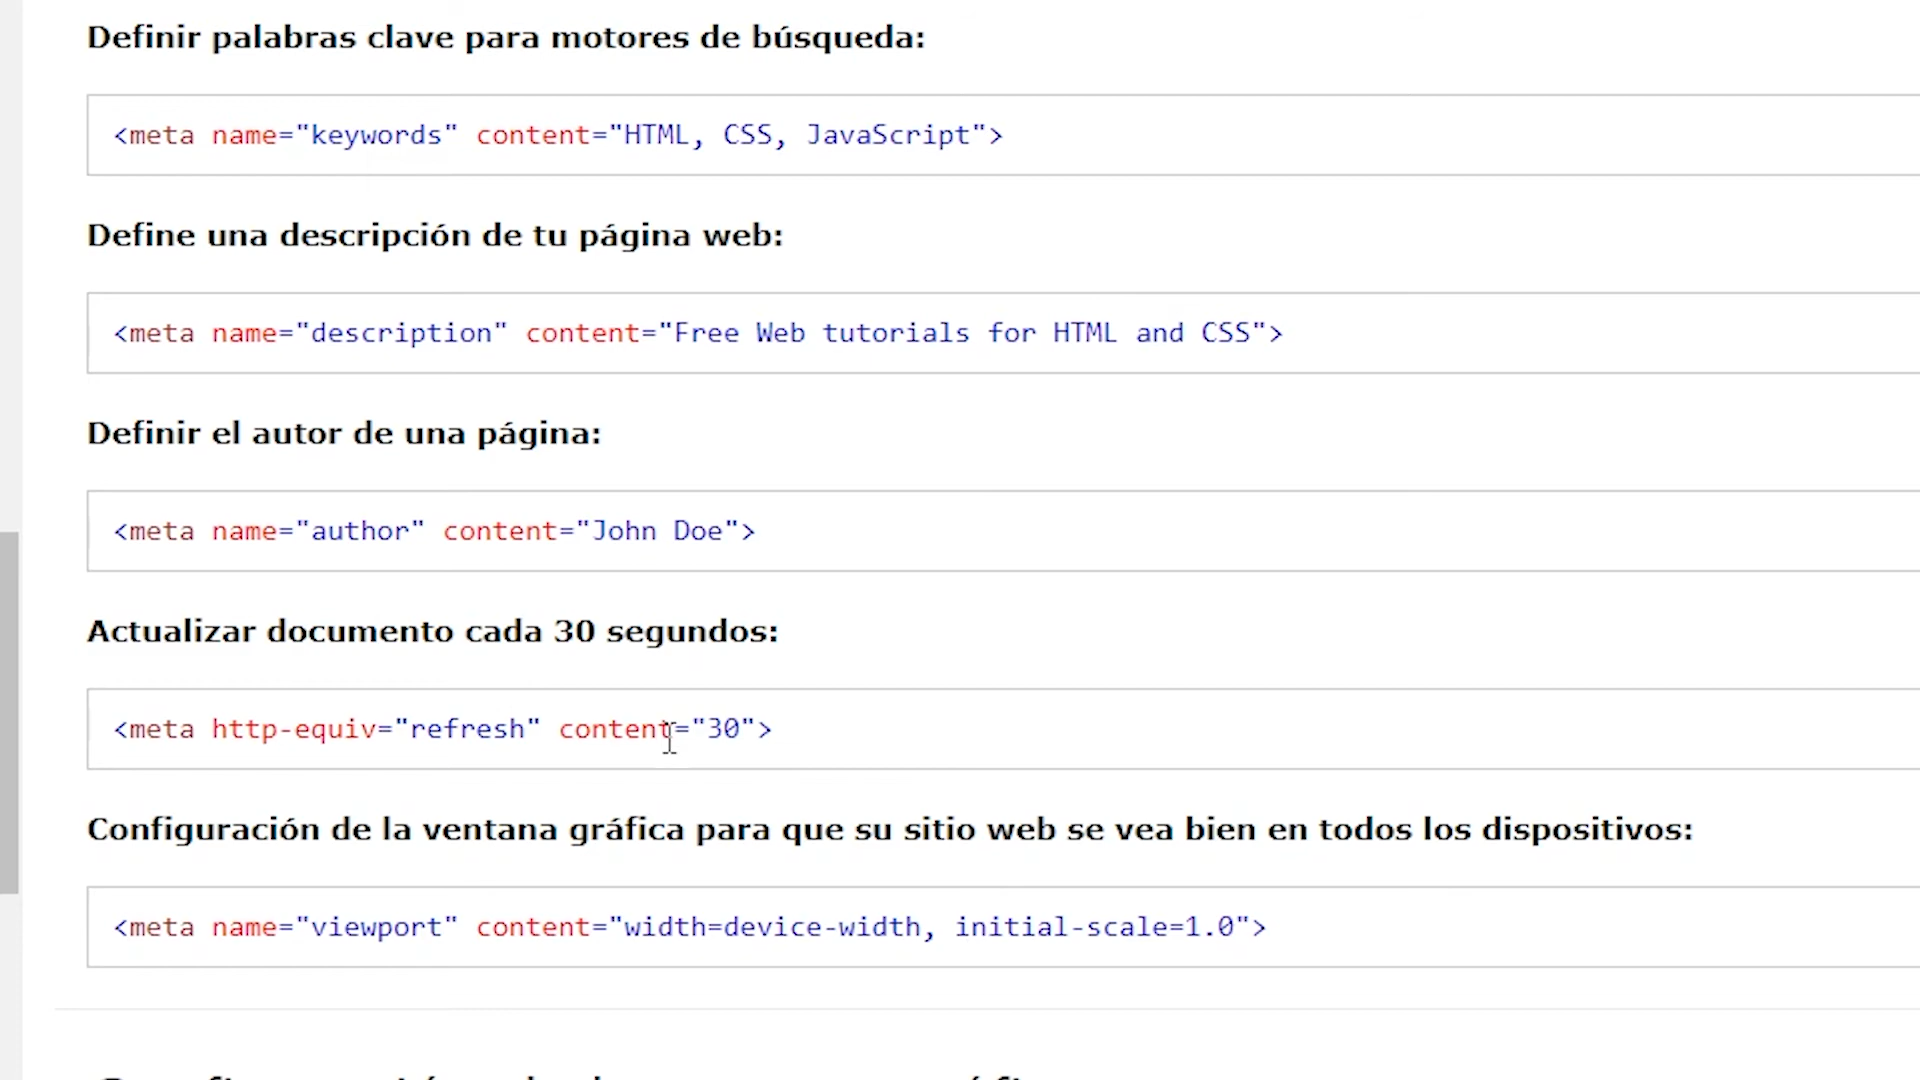 Definir palabras clave para motores de búsqueda:
<meta name="keywords" content="HTML, CSS, JavaScript">
Define una descripción de tu página web:
<meta name="description" content="Free Web tutorials for HTML and CSS">
Definir el autor de una página:
<meta name="author" content="John Doe">
Actualizar documento cada 30 segundos:
<meta http-equiv="refresh" content="30">
Configuración de la ventana gráfica para que su sitio web se vea bien en todos los dispositivos:
<meta name="viewport" content="width=device-width, initial-scale=1.0">